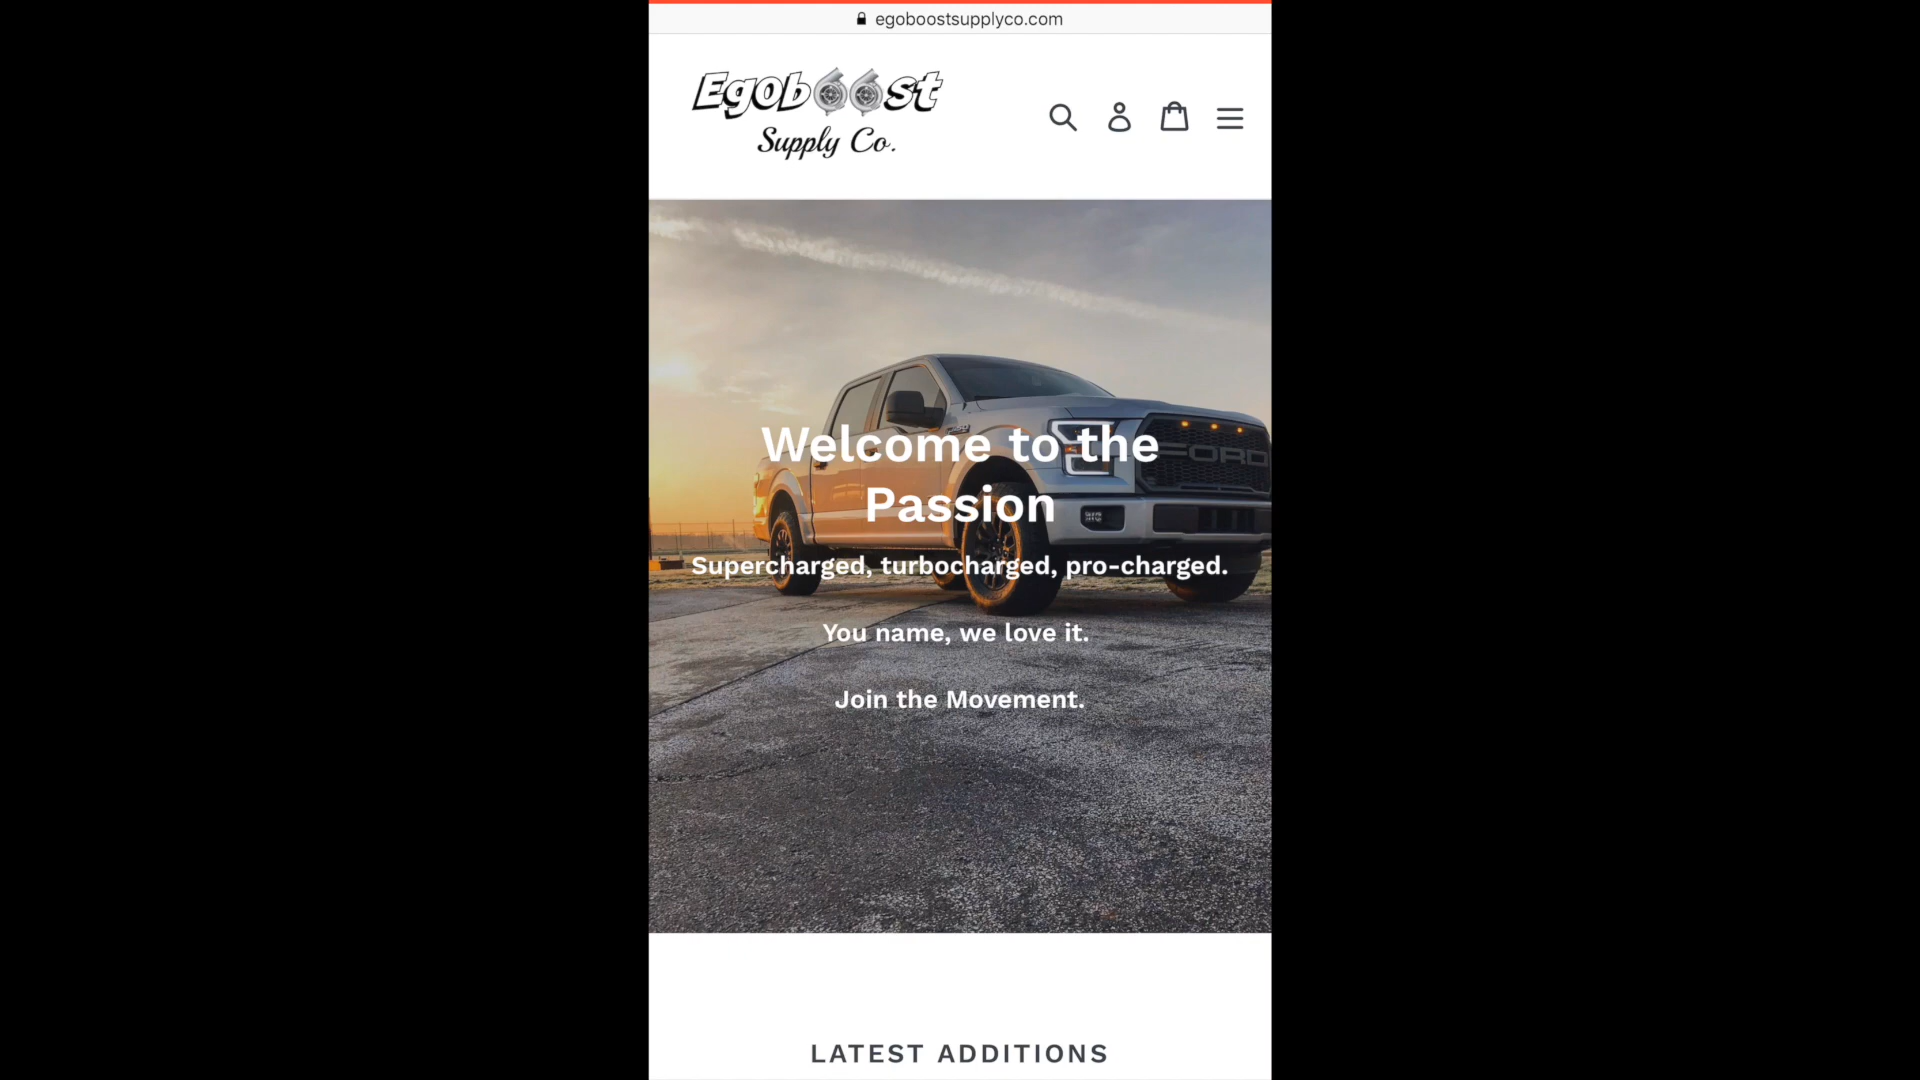 egoboostsupplyco.com
Egoboost
Supply Co.
FORD
Welcome to the
Passion
Supercharged, turbocharged, pro-charged.
You name, we love it.
Join the Movement.
LATEST ADDITIONS